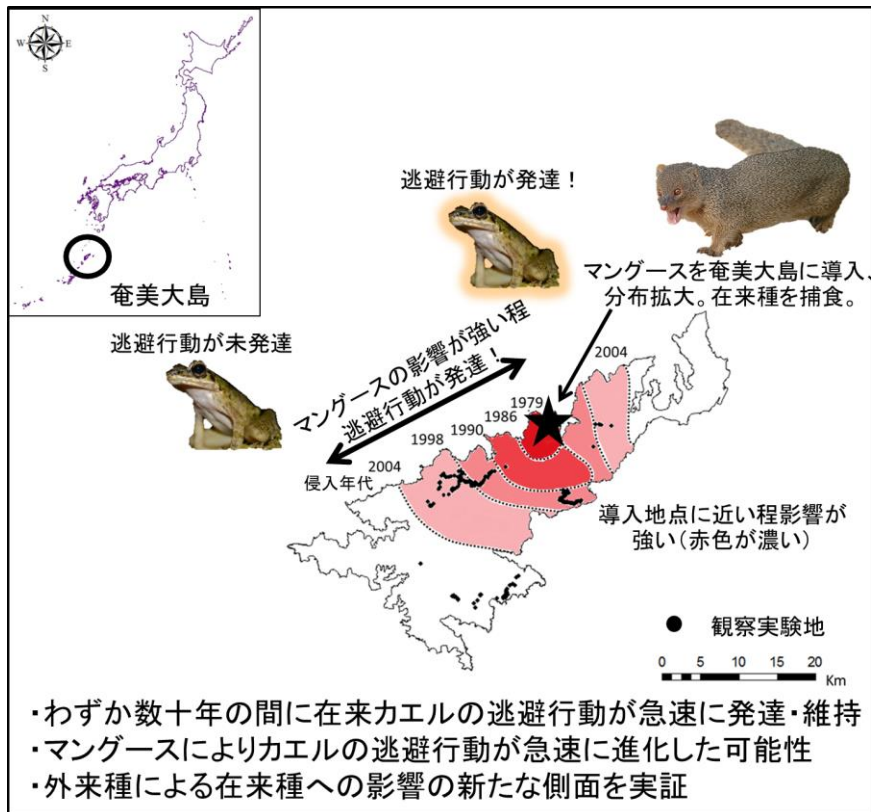 N
W E
S
奄美大島
逃避行動が発達！
マングースを奄美大島に導入、
分布拡大。在来種を捕食。
逃避行動が未発達
マングースの影響が強い程
逃避行動が発達！
2004
1979
1986
1990
1998
2004
侵入年代
導入地点に近い程影響が
強い（赤色が濃い）
● 観察実験地
0 5 10 15 20
Km
・わずか数十年の間に在来カエルの逃避行動が急速に発達・維持
・マングースによりカエルの逃避行動が急速に進化した可能性
・外来種による在来種への影響の新たな側面を実証